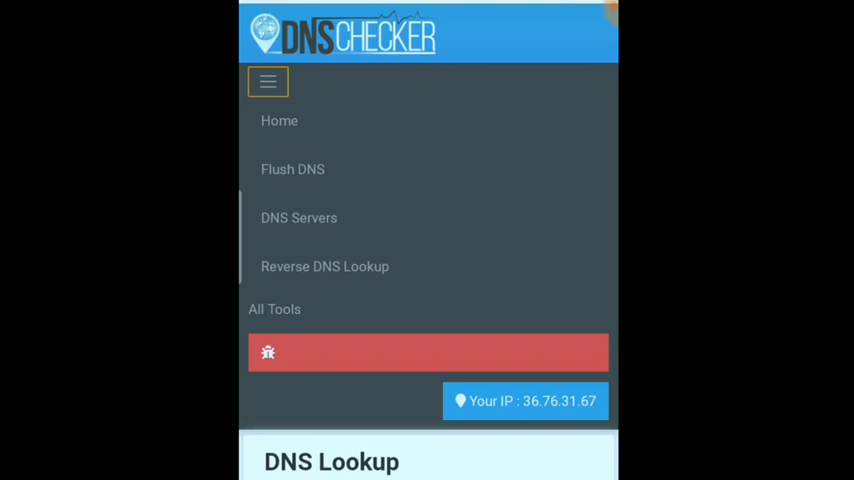 DNSCHECKER
Home
Flush DNS
DNS Servers
Reverse DNS Lookup
All Tools
Your IP : 36.76.31.67
DNS Lookup